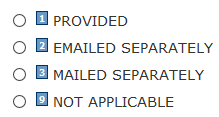 1 PROVIDED
2 EMAILED SEPARATELY
3 MAILED SEPARATELY
9 NOT APPLICABLE